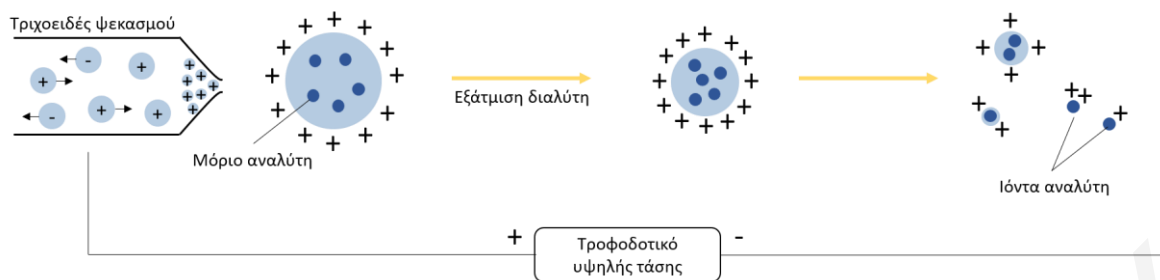 Τριχοειδές ψεκασμού
Μόριο αναλύτη
Εξάτμιση διαλύτη
Ιόντα αναλύτη
+
-
Τροφοδοτικό
υψηλής τάσης